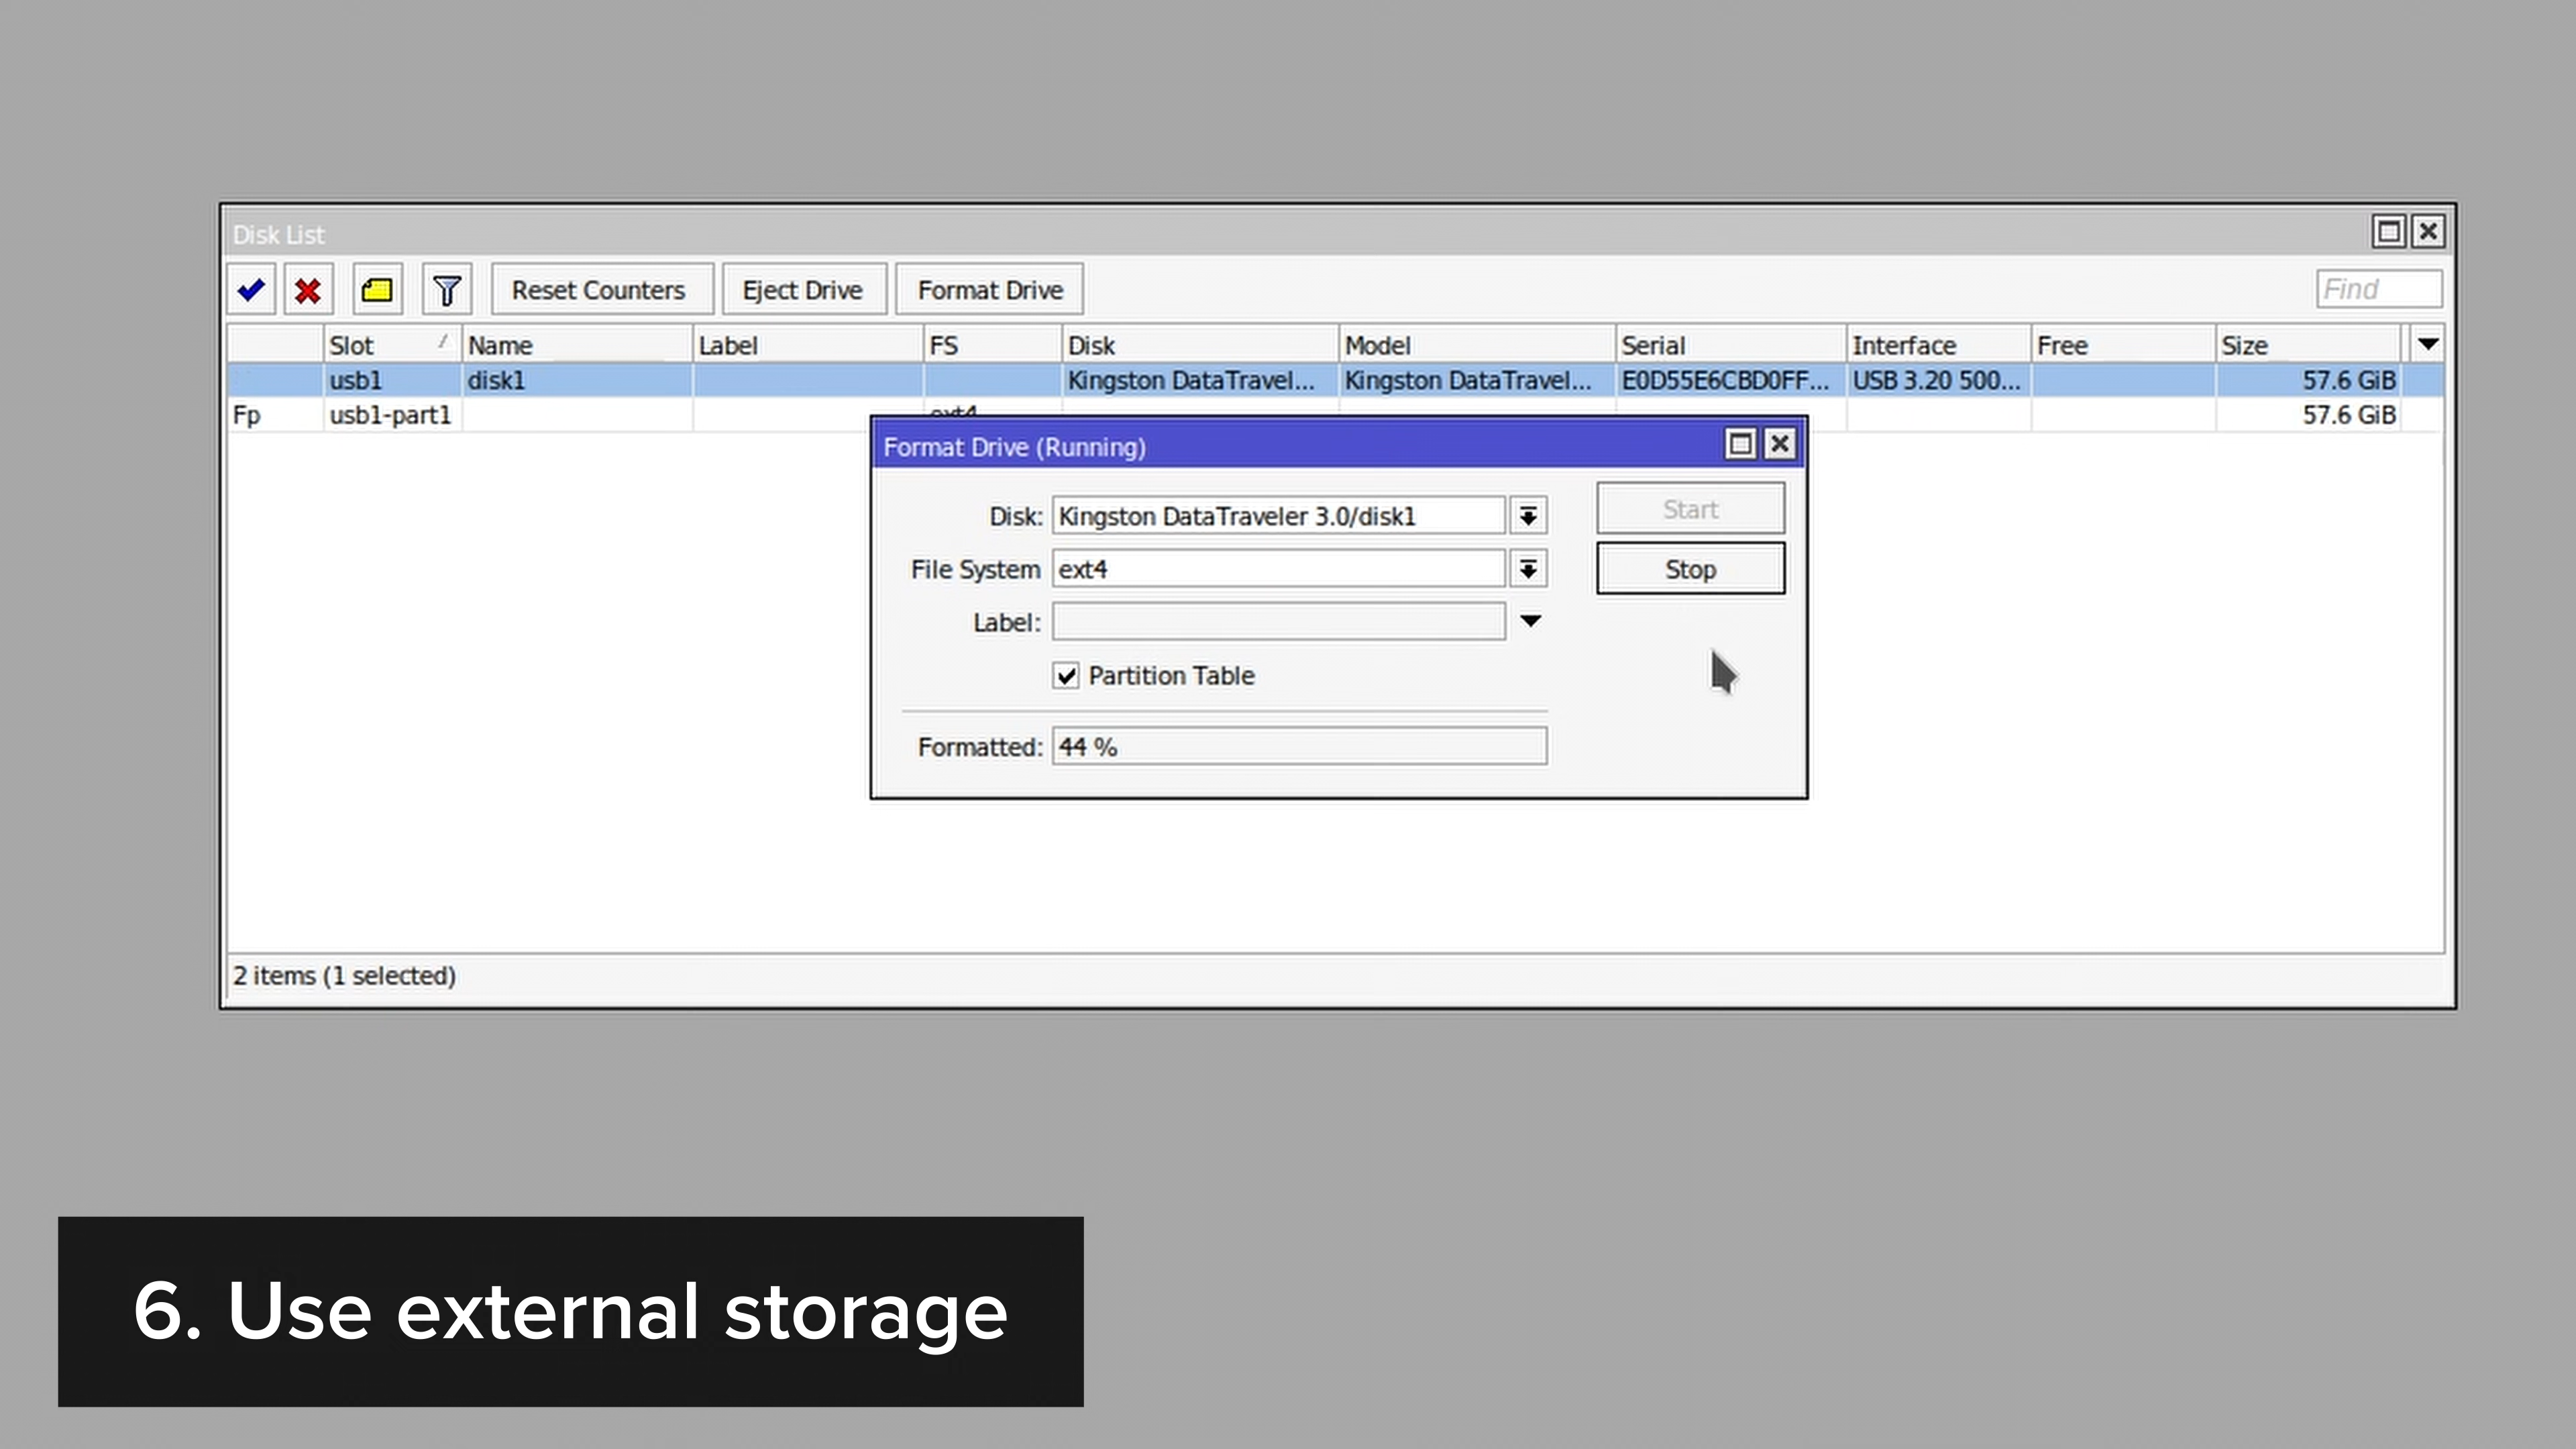 Disk List
Reset Counters Eject Drive Format Drive Find
Slot Name Label FS Disk Model Serial Interface Free Size
usb1 disk1 Kingston DataTravel... Kingston DataTravel... E0D55E6CBD0FF... USB 3.20 500... 57.6 GiB
Fp usb1-part1 ext4 57.6 GiB
Format Drive (Running)
Disk: Kingston DataTraveler 3.0/disk1 Start
File System ext4 Stop
Label:
Partition Table
Formatted: 44 %
2 items (1 selected)
6. Use external storage